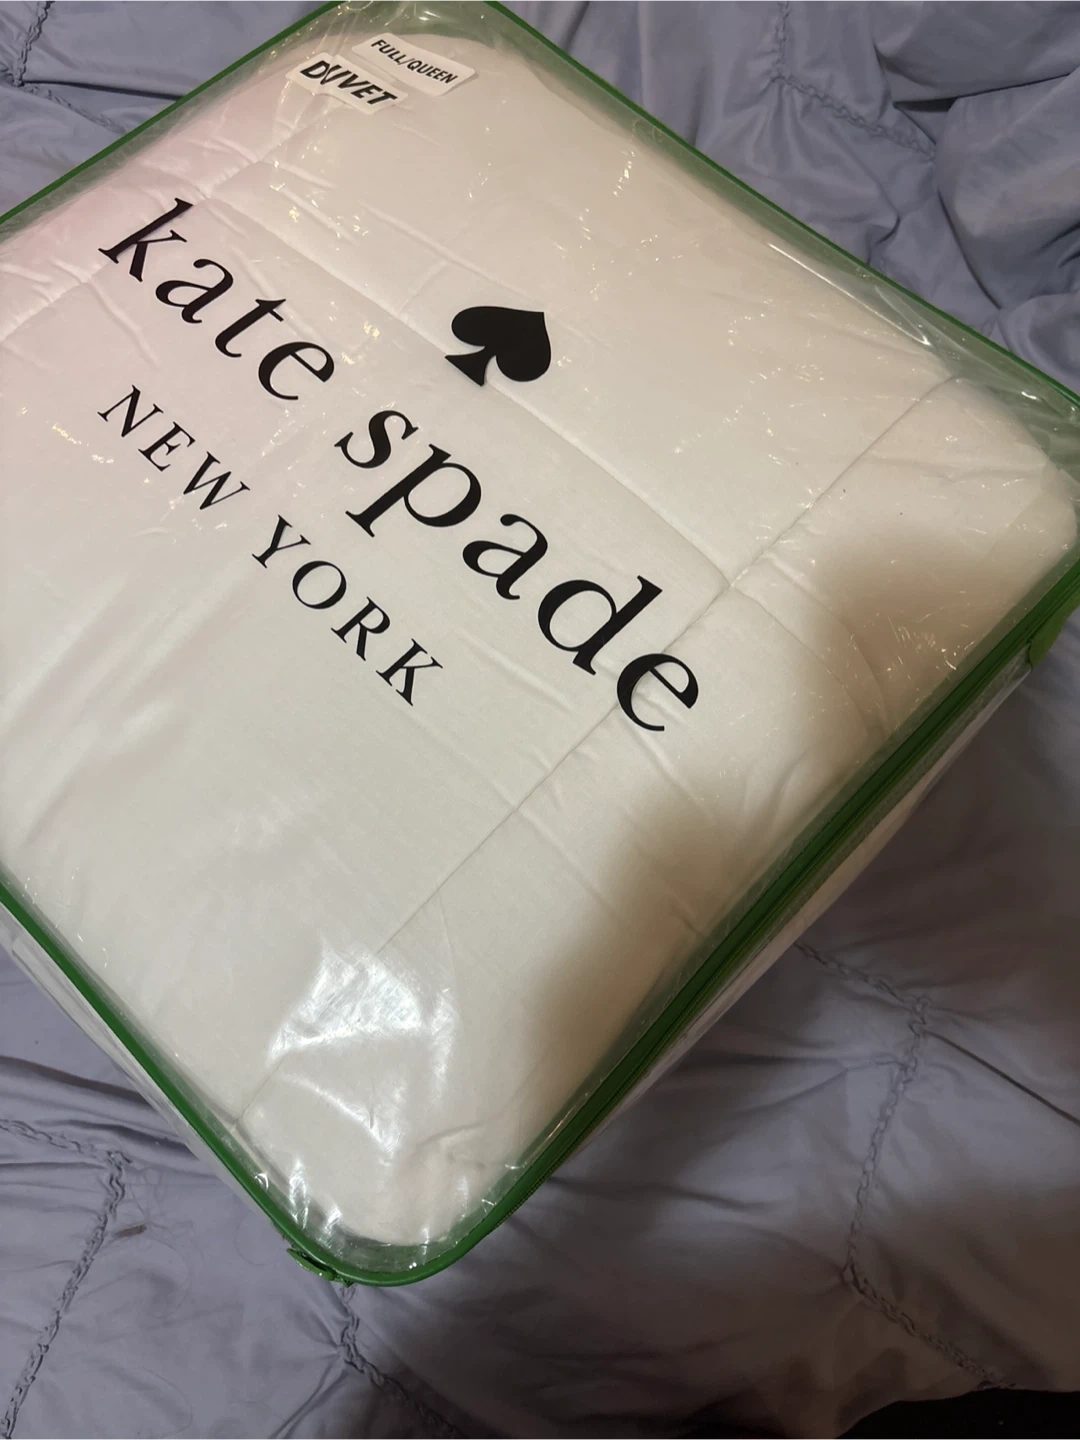 FULL/QUEEN
DUVET
kate spade
NEW YORK